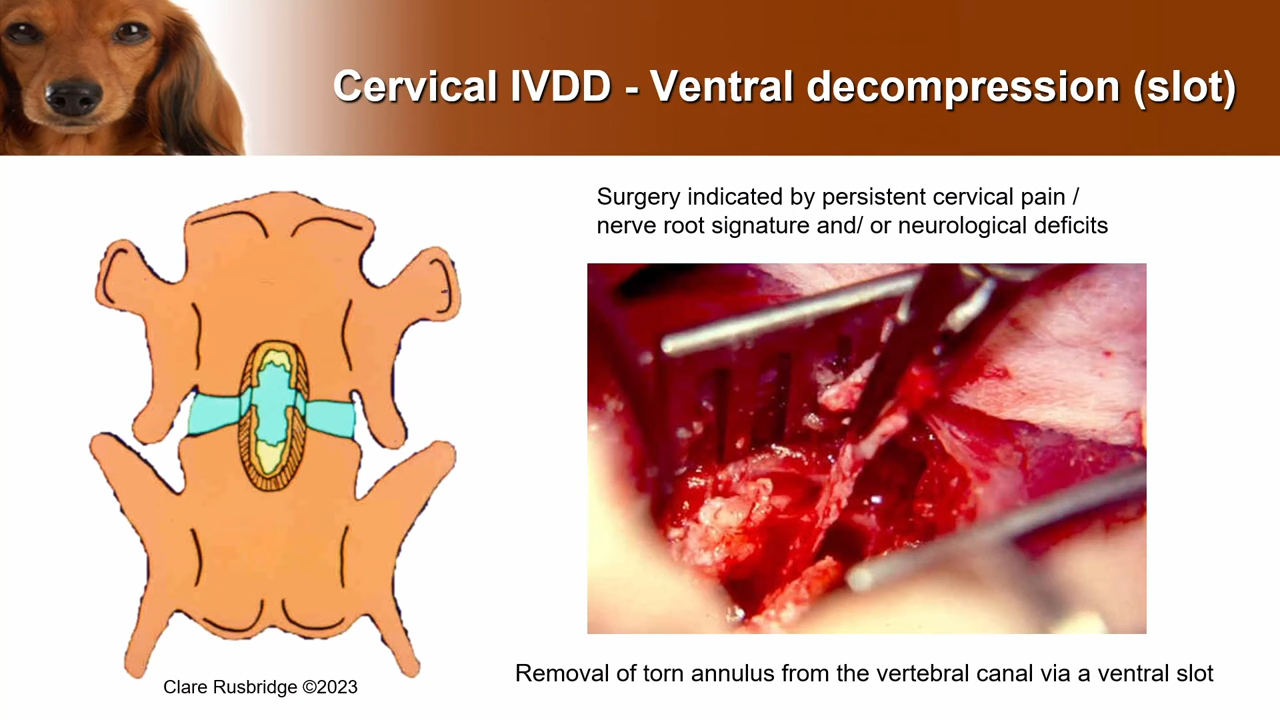 Cervical IVDD - Ventral decompression (slot)
Surgery indicated by persistent cervical pain /
nerve root signature and/ or neurological deficits
Removal of torn annulus from the vertebral canal via a ventral slot
Clare Rusbridge ©2023